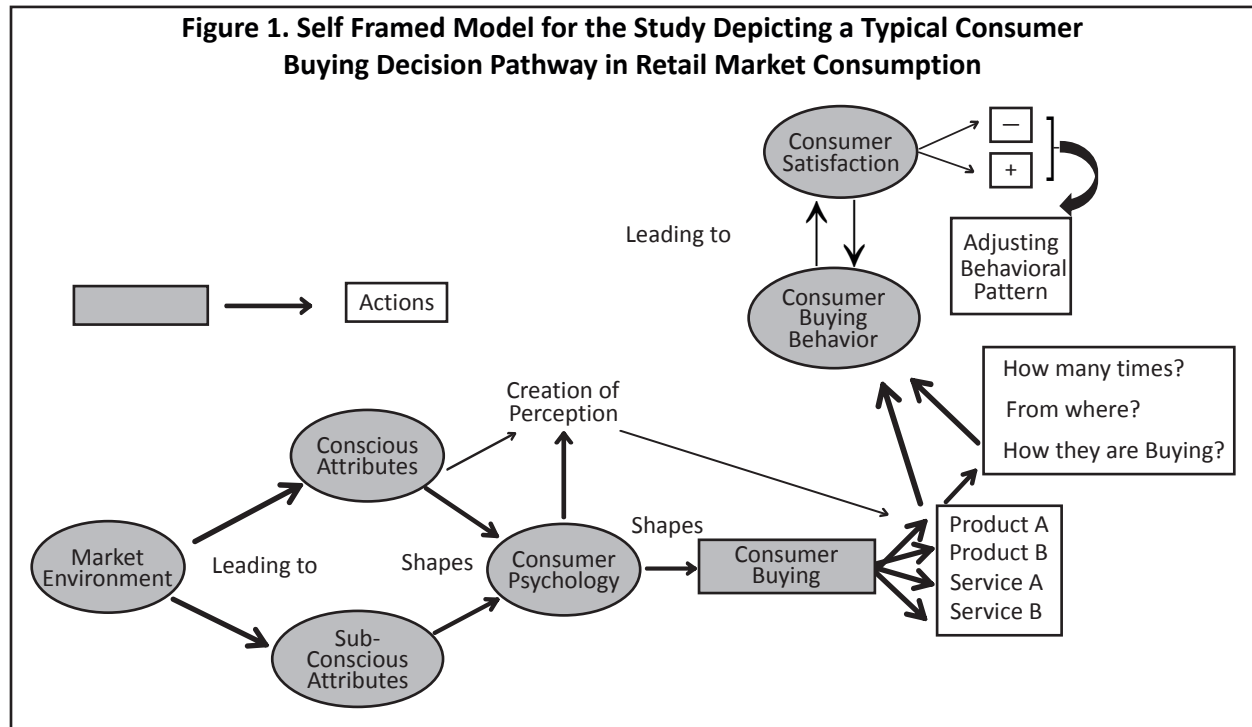 Figure 1. Self Framed Model for the Study Depicting a Typical Consumer
Buying Decision Pathway in Retail Market Consumption
Consumer
Satisfaction
—
+
Leading to
Adjusting
Behavioral
Pattern
Consumer
Buying
Behavior
Actions
How many times?
From where?
How they are Buying?
Creation of
Perception
Conscious
Attributes
Market
Environment
Leading to
Shapes
Consumer
Psychology
Shapes
Consumer
Buying
Product A
Product B
Service A
Service B
Sub-
Conscious
Attributes